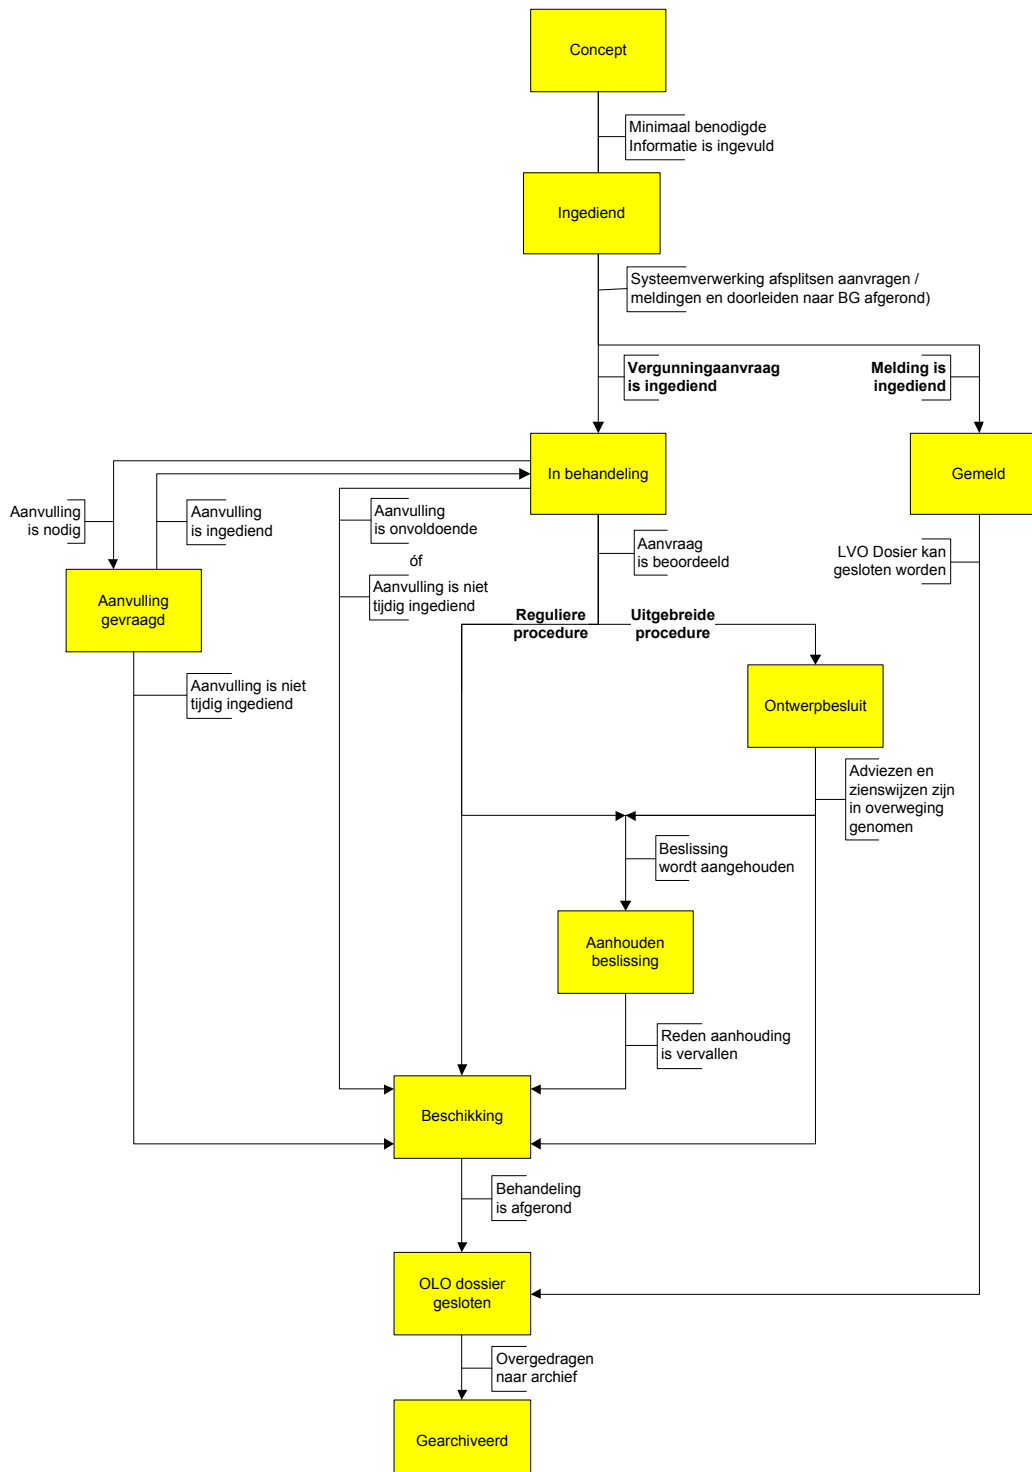 Concept
Minimaal benodigde
Informatie is ingevuld
Ingediend
Systeemverwerking afsplitsen aanvragen /
meldingen en doorleiden naar BG afgerond)
Vergunningaanvraag
is ingediend
Melding is
ingediend
In behandeling
Gemeld
Aanvulling
is nodig
Aanvulling
is ingediend
Aanvulling
is onvoldoende
óf
Aanvulling is niet
tijdig ingediend
Aanvraag
is beoordeeld
LVO Dosier kan
gesloten worden
Aanvulling
gevraagd
Reguliere
procedure
Uitgebreide
procedure
Aanvulling is niet
tijdig ingediend
Ontwerpbesluit
Adviezen en
zienswijzen zijn
in overweging
genomen
Beslissing
wordt aangehouden
Aanhouden
beslissing
Reden aanhouding
is vervallen
Beschikking
Behandeling
is afgerond
OLO dossier
gesloten
Overgedragen
naar archief
Gearchiveerd